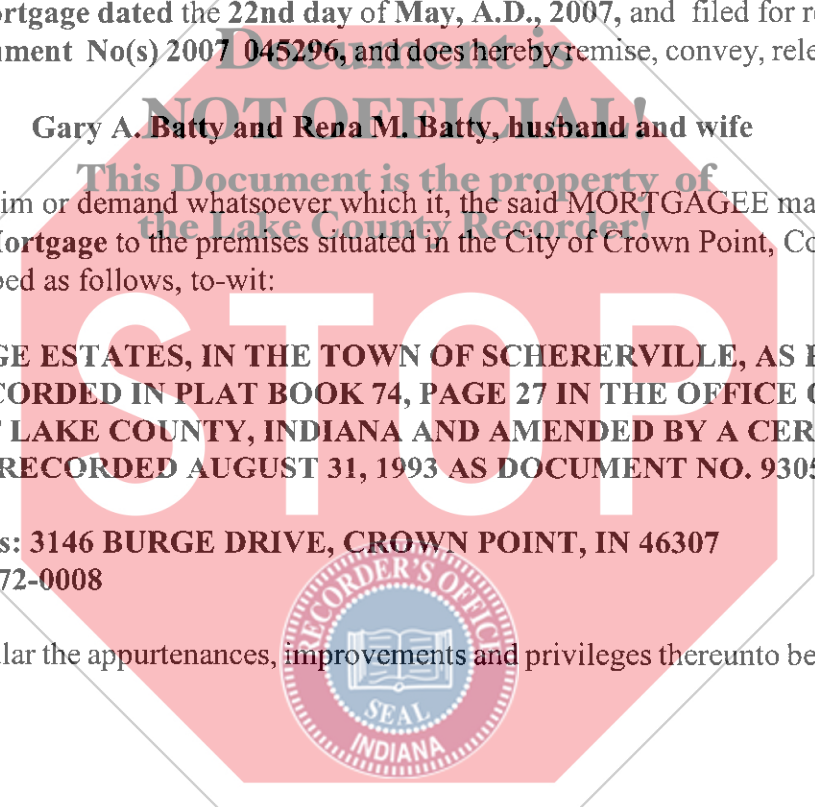 ortgage dated the 22nd day of May, A.D., 2007, and filed for r
ument No(s) 2007 045296, and does hereby remise, convey, rele
Document is
NOT OFFICIAL!
Gary A. Batty and Rena M. Batty, husband and wife
This Document is the property of
the Lake County Recorder!
im or demand whatsoever which it, the said MORTGAGEE ma
ortgage to the premises situated in the City of Crown Point, Co
ed as follows, to-wit:
STOP
GE ESTATES, IN THE TOWN OF SCHERERVILLE, AS
CORDED IN PLAT BOOK 74, PAGE 27 IN THE OFFICE
LAKE COUNTY, INDIANA AND AMENDED BY A CER
RECORDED AUGUST 31, 1993 AS DOCUMENT NO. 9305
s: 3146 BURGE DRIVE, CROWN POINT, IN 46307
72-0008
lar the appurtenances, improvements and privileges thereunto be
RECORDER'S OFFICE
SEAL
INDIANA